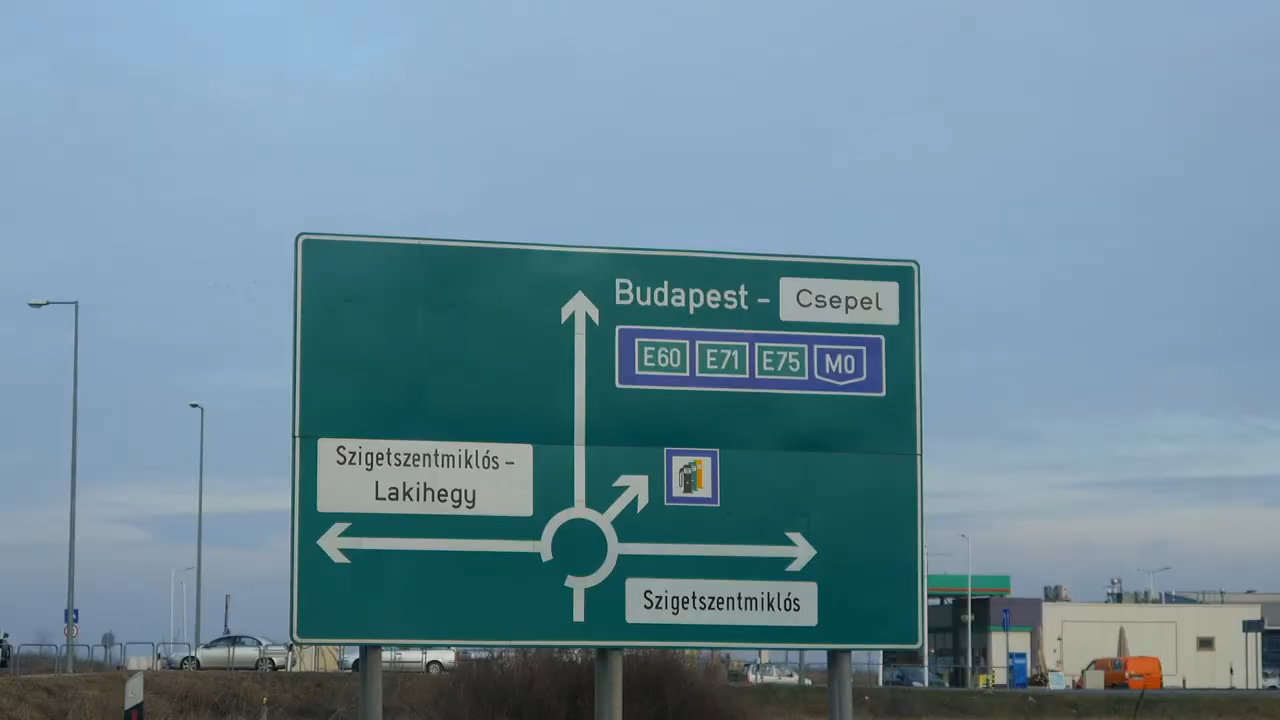 Budapest – Csepel
E60 E71 E75 M0
Szigetszentmiklós –
Lakihegy
Szigetszentmiklós